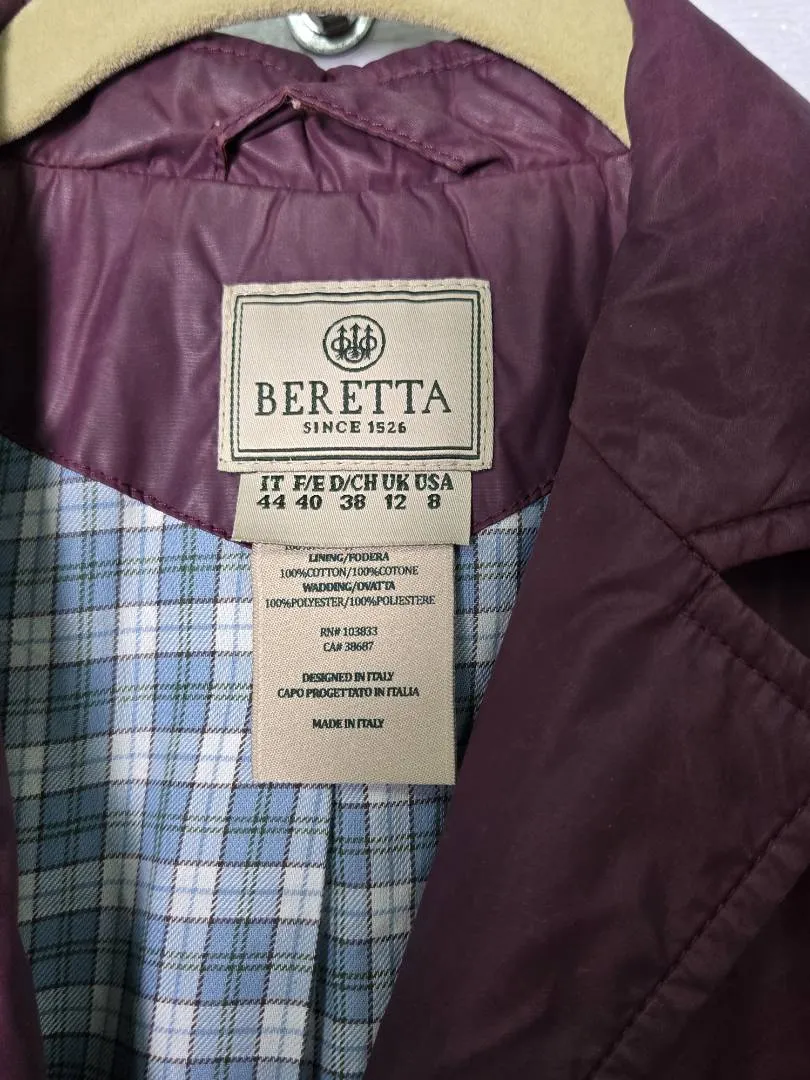 BERETTA
SINCE 1526
IT F/E D/CH UK USA
44 40 38 12 8
LINING/FODERA
100%COTTON/100%COTONE
WADDING/OVATTA
100%POLYESTER/100%POLIESTERE
RN# 103833
CA# 38687
DESIGNED IN ITALY
CAPO PROGETTATO IN ITALIA
MADE IN ITALY